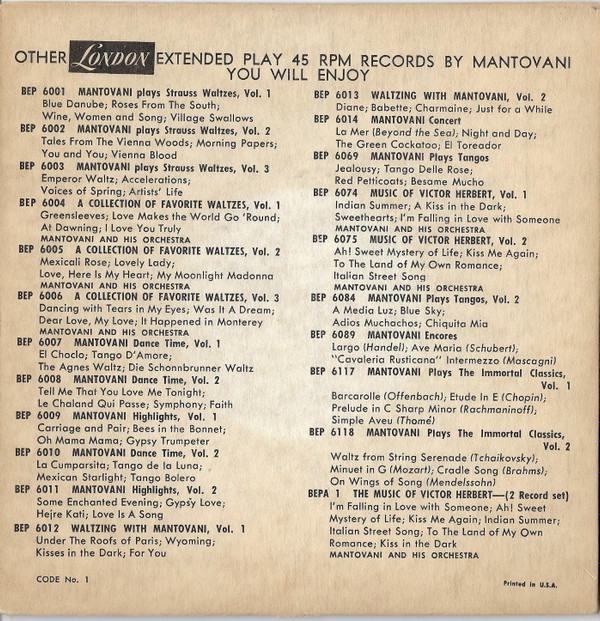 OTHER LONDON EXTENDED PLAY 45 RPM RECORDS BY MANTOVANI
YOU WILL ENJOY
BEP 6001 MANTOVANI plays Strauss Waltzes, Vol. 1
Blue Danube; Roses From The South;
Wine, Women and Song; Village Swallows
BEP 6002 MANTOVANI plays Strauss Waltzes, Vol. 2
Tales From The Vienna Woods; Morning Papers;
You and You; Vienna Blood
BEP 6003 MANTOVANI plays Strauss Waltzes, Vol. 3
Emperor Waltz; Accelerations;
Voices of Spring; Artists' Life
BEP 6004 A COLLECTION OF FAVORITE WALTZES, Vol. 1
Greensleeves; Love Makes the World Go 'Round;
At Dawning; I Love You Truly
MANTOVANI AND HIS ORCHESTRA
BEP 6005 A COLLECTION OF FAVORITE WALTZES, Vol. 2
Mexicali Rose; Lovely Lady;
Love, Here Is My Heart; My Moonlight Madonna
MANTOVANI AND HIS ORCHESTRA
BEP 6006 A COLLECTION OF FAVORITE WALTZES, Vol. 3
Dancing with Tears in My Eyes; Was It A Dream;
Dear Love, My Love; It Happened in Monterey
MANTOVANI AND HIS ORCHESTRA
BEP 6007 MANTOVANI Dance Time, Vol. 1
El Choclo; Tango D'Amore;
The Agnes Waltz; Die Schonnbrunner Waltz
BEP 6008 MANTOVANI Dance Time, Vol. 2
Tell Me That You Love Me Tonight;
Le Chaland Qui Passe; Symphony; Faith
BEP 6009 MANTOVANI Highlights, Vol. 1
Carriage and Pair; Bees in the Bonnet;
Oh Mama Mama; Gypsy Trumpeter
BEP 6010 MANTOVANI Dance Time, Vol. 2
La Cumparsita; Tango de la Luna;
Mexican Starlight; Tango Bolero
BEP 6011 MANTOVANI Highlights, Vol. 2
Some Enchanted Evening; Gypsy Love;
Hejre Kati; Love Is A Song
BEP 6012 WALTZING WITH MANTOVANI, Vol. 1
Under The Roofs of Paris; Wyoming;
Kisses in the Dark; For You
BEP 6013 WALTZING WITH MANTOVANI, Vol. 2
Diane; Babette; Charmaine; Just for a While
BEP 6014 MANTOVANI Concert
La Mer (Beyond the Sea); Night and Day;
The Green Cockatoo; El Toreador
BEP 6069 MANTOVANI Plays Tangos
Jealousy; Tango Delle Rose;
Red Petticoats; Besame Mucho
BEP 6074 MUSIC OF VICTOR HERBERT, Vol. 1
Indian Summer; A Kiss in the Dark;
Sweethearts; I'm Falling in Love with Someone
MANTOVANI AND HIS ORCHESTRA
BEP 6075 MUSIC OF VICTOR HERBERT, Vol. 2
Ah! Sweet Mystery of Life; Kiss Me Again;
To The Land of My Own Romance;
Italian Street Song
MANTOVANI AND HIS ORCHESTRA
BEP 6084 MANTOVANI Plays Tangos, Vol. 2
A Media Luz; Blue Sky;
Adios Muchachos; Chiquita Mia
BEP 6089 MANTOVANI Encores
Largo (Handel); Ave Maria (Schubert);
"Cavaleria Rusticana" Intermezzo (Mascagni)
BEP 6117 MANTOVANI Plays The Immortal Classics,
Vol. 1
Barcarolle (Offenbach); Etude In E (Chopin);
Prelude in C Sharp Minor (Rachmaninoff);
Simple Aveu (Thomé)
BEP 6118 MANTOVANI Plays The Immortal Classics,
Vol. 2
Waltz from String Serenade (Tchaikovsky);
Minuet in G (Mozart); Cradle Song (Brahms);
On Wings of Song (Mendelssohn)
BEPA 1 THE MUSIC OF VICTOR HERBERT—(2 Record set)
I'm Falling in Love with Someone; Ah! Sweet
Mystery of Life; Kiss Me Again; Indian Summer;
Italian Street Song; To The Land of My Own
Romance; Kiss in the Dark
MANTOVANI AND HIS ORCHESTRA
CODE No. 1
Printed in U.S.A.